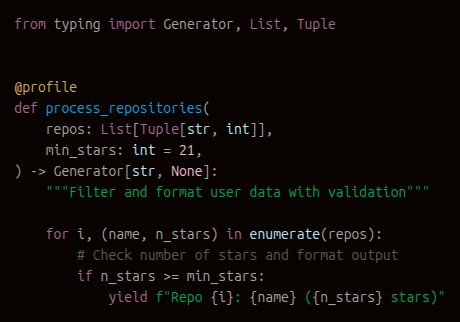 from typing import Generator, List, Tuple
@profile
def process_repositories(
    repos: List[Tuple[str, int]],
    min_stars: int = 21,
) -> Generator[str, None]:
    """Filter and format user data with validation"""
    for i, (name, n_stars) in enumerate(repos):
        # Check number of stars and format output
        if n_stars >= min_stars:
            yield f"Repo {i}: {name} ({n_stars} stars)"